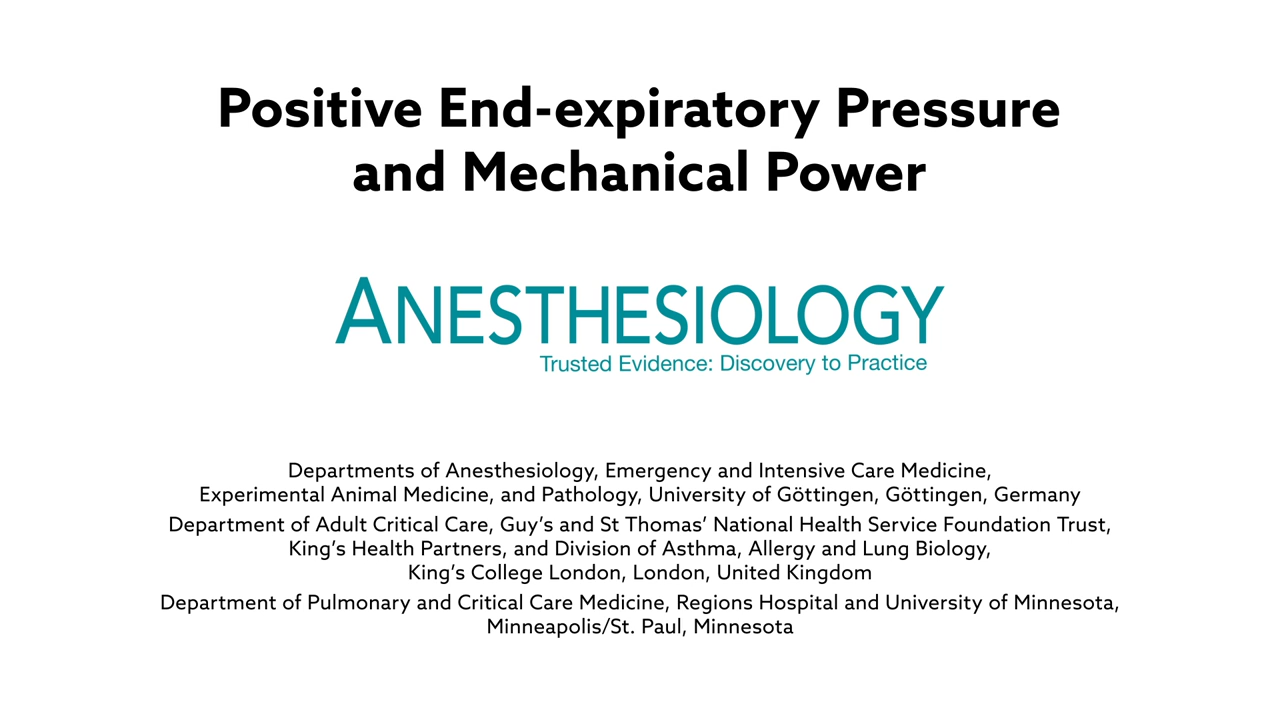 Positive End-expiratory Pressure
and Mechanical Power
ANESTHESIOLOGY
Trusted Evidence: Discovery to Practice
Departments of Anesthesiology, Emergency and Intensive Care Medicine,
Experimental Animal Medicine, and Pathology, University of Göttingen, Göttingen, Germany
Department of Adult Critical Care, Guy’s and St Thomas’ National Health Service Foundation Trust,
King’s Health Partners, and Division of Asthma, Allergy and Lung Biology,
King’s College London, London, United Kingdom
Department of Pulmonary and Critical Care Medicine, Regions Hospital and University of Minnesota,
Minneapolis/St. Paul, Minnesota